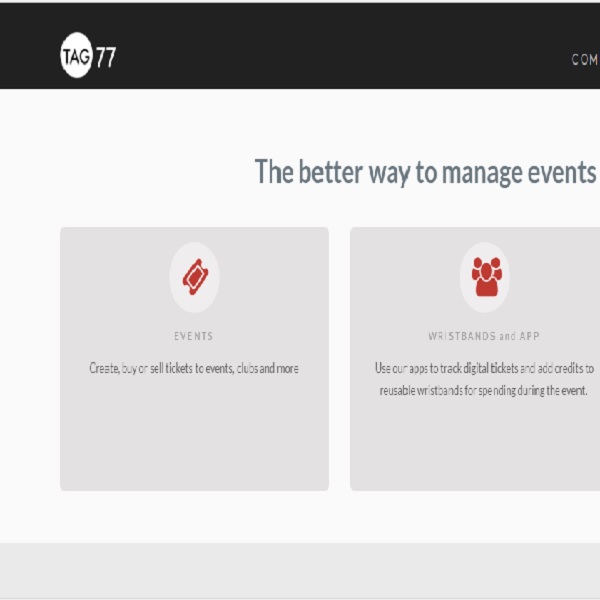 TAG 77
COM
The better way to manage events
EVENTS
Create, buy or sell tickets to events, clubs and more
WRISTBANDS and APP
Use our apps to track digital tickets and add credits to
reusable wristbands for spending during the event.